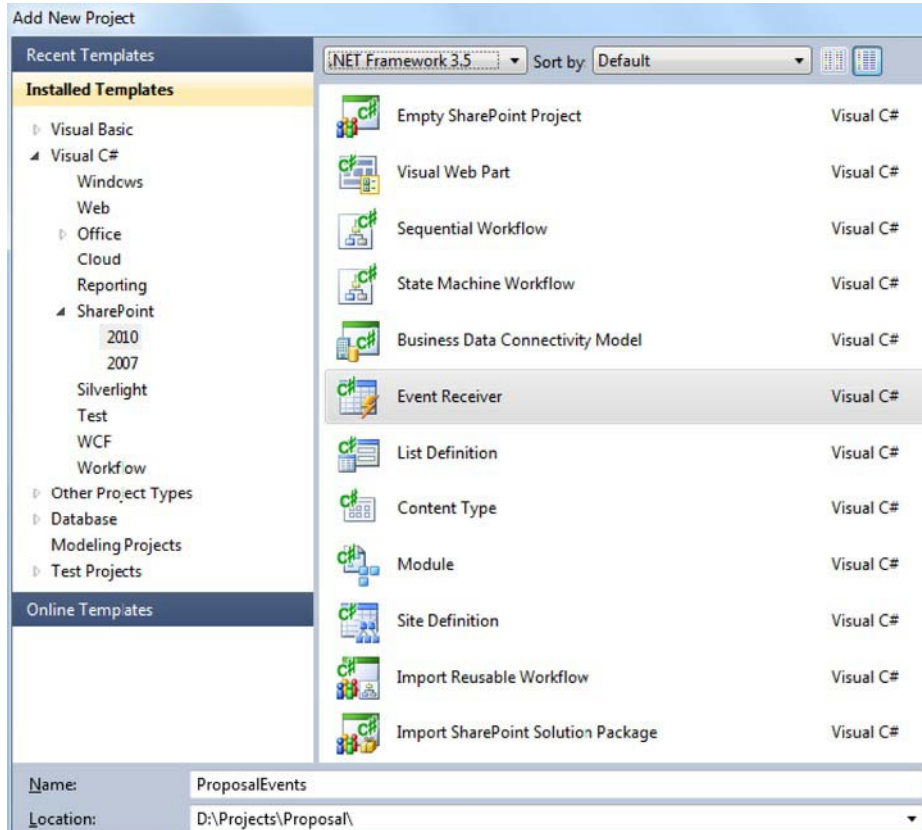 Add New Project
Recent Templates
Installed Templates
Visual Basic
Visual C#
Windows
Web
Office
Cloud
Reporting
SharePoint
2010
2007
Silverlight
Test
WCF
Workflow
Other Project Types
Database
Modeling Projects
Test Projects
Online Templates
.NET Framework 3.5 Sort by: Default
Empty SharePoint Project Visual C#
Visual Web Part Visual C#
Sequential Workflow Visual C#
State Machine Workflow Visual C#
Business Data Connectivity Model Visual C#
Event Receiver Visual C#
List Definition Visual C#
Content Type Visual C#
Module Visual C#
Site Definition Visual C#
Import Reusable Workflow Visual C#
Import SharePoint Solution Package Visual C#
Name: ProposalEvents
Location: D:\Projects\Proposal\